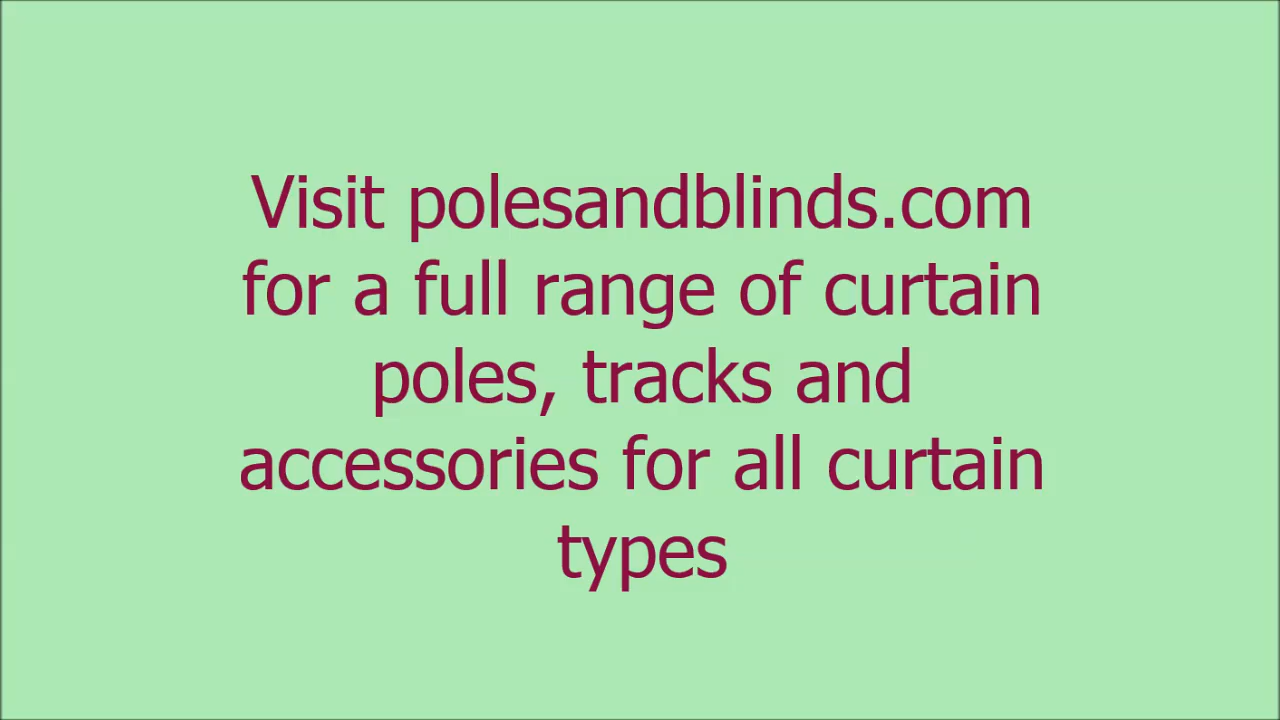 Visit polesandblinds.com
for a full range of curtain
poles, tracks and
accessories for all curtain
types